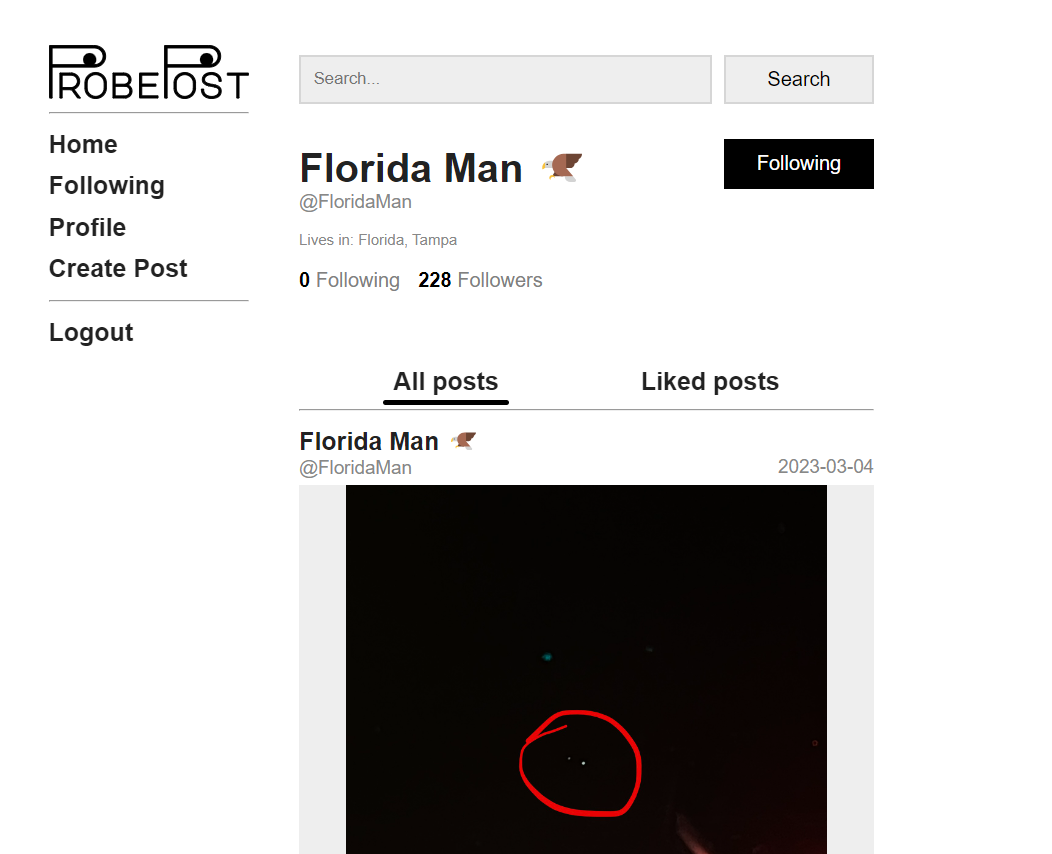 PROBEPOST
Search...
Search
Home
Following
Profile
Create Post
Logout
Florida Man
Following
@FloridaMan
Lives in: Florida, Tampa
0 Following 228 Followers
All posts Liked posts
Florida Man
@FloridaMan 2023-03-04